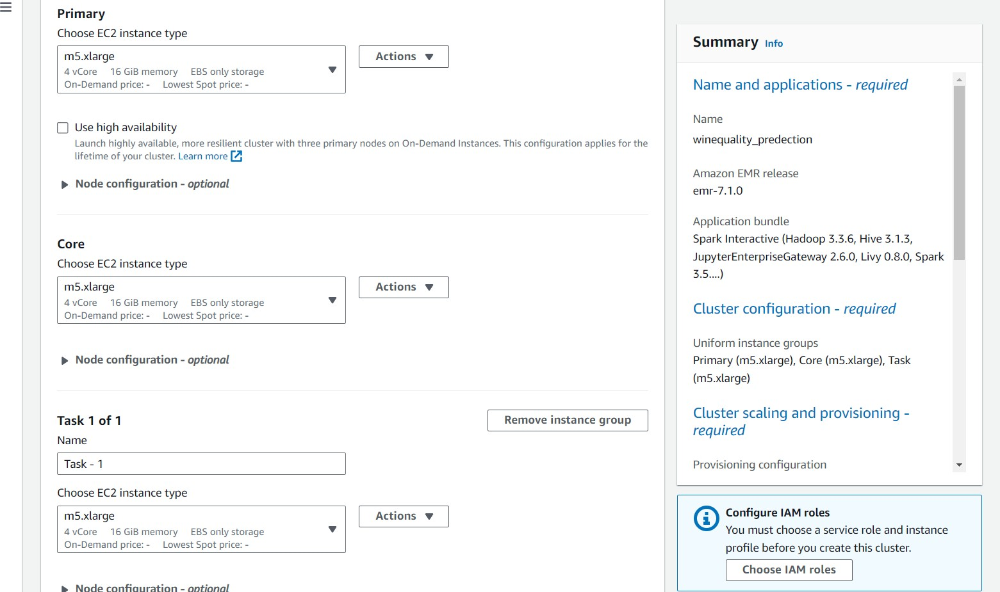 Primary
Choose EC2 instance type
m5.xlarge
4 vCore 16 GiB memory EBS only storage
On-Demand price: - Lowest Spot price: -
Actions
Use high availability
Launch highly available, more resilient cluster with three primary nodes on On-Demand Instances. This configuration applies for the
lifetime of your cluster. Learn more
Node configuration - optional
Core
Choose EC2 instance type
m5.xlarge
4 vCore 16 GiB memory EBS only storage
On-Demand price: - Lowest Spot price: -
Actions
Node configuration - optional
Task 1 of 1
Remove instance group
Name
Task - 1
Choose EC2 instance type
m5.xlarge
4 vCore 16 GiB memory EBS only storage
On-Demand price: - Lowest Spot price: -
Actions
Node configuration - optional
Summary Info
Name and applications - required
Name
winequality_predection
Amazon EMR release
emr-7.1.0
Application bundle
Spark Interactive (Hadoop 3.3.6, Hive 3.1.3,
JupyterEnterpriseGateway 2.6.0, Livy 0.8.0, Spark
3.5....)
Cluster configuration - required
Uniform instance groups
Primary (m5.xlarge), Core (m5.xlarge), Task
(m5.xlarge)
Cluster scaling and provisioning -
required
Provisioning configuration
Configure IAM roles
You must choose a service role and instance
profile before you create this cluster.
Choose IAM roles